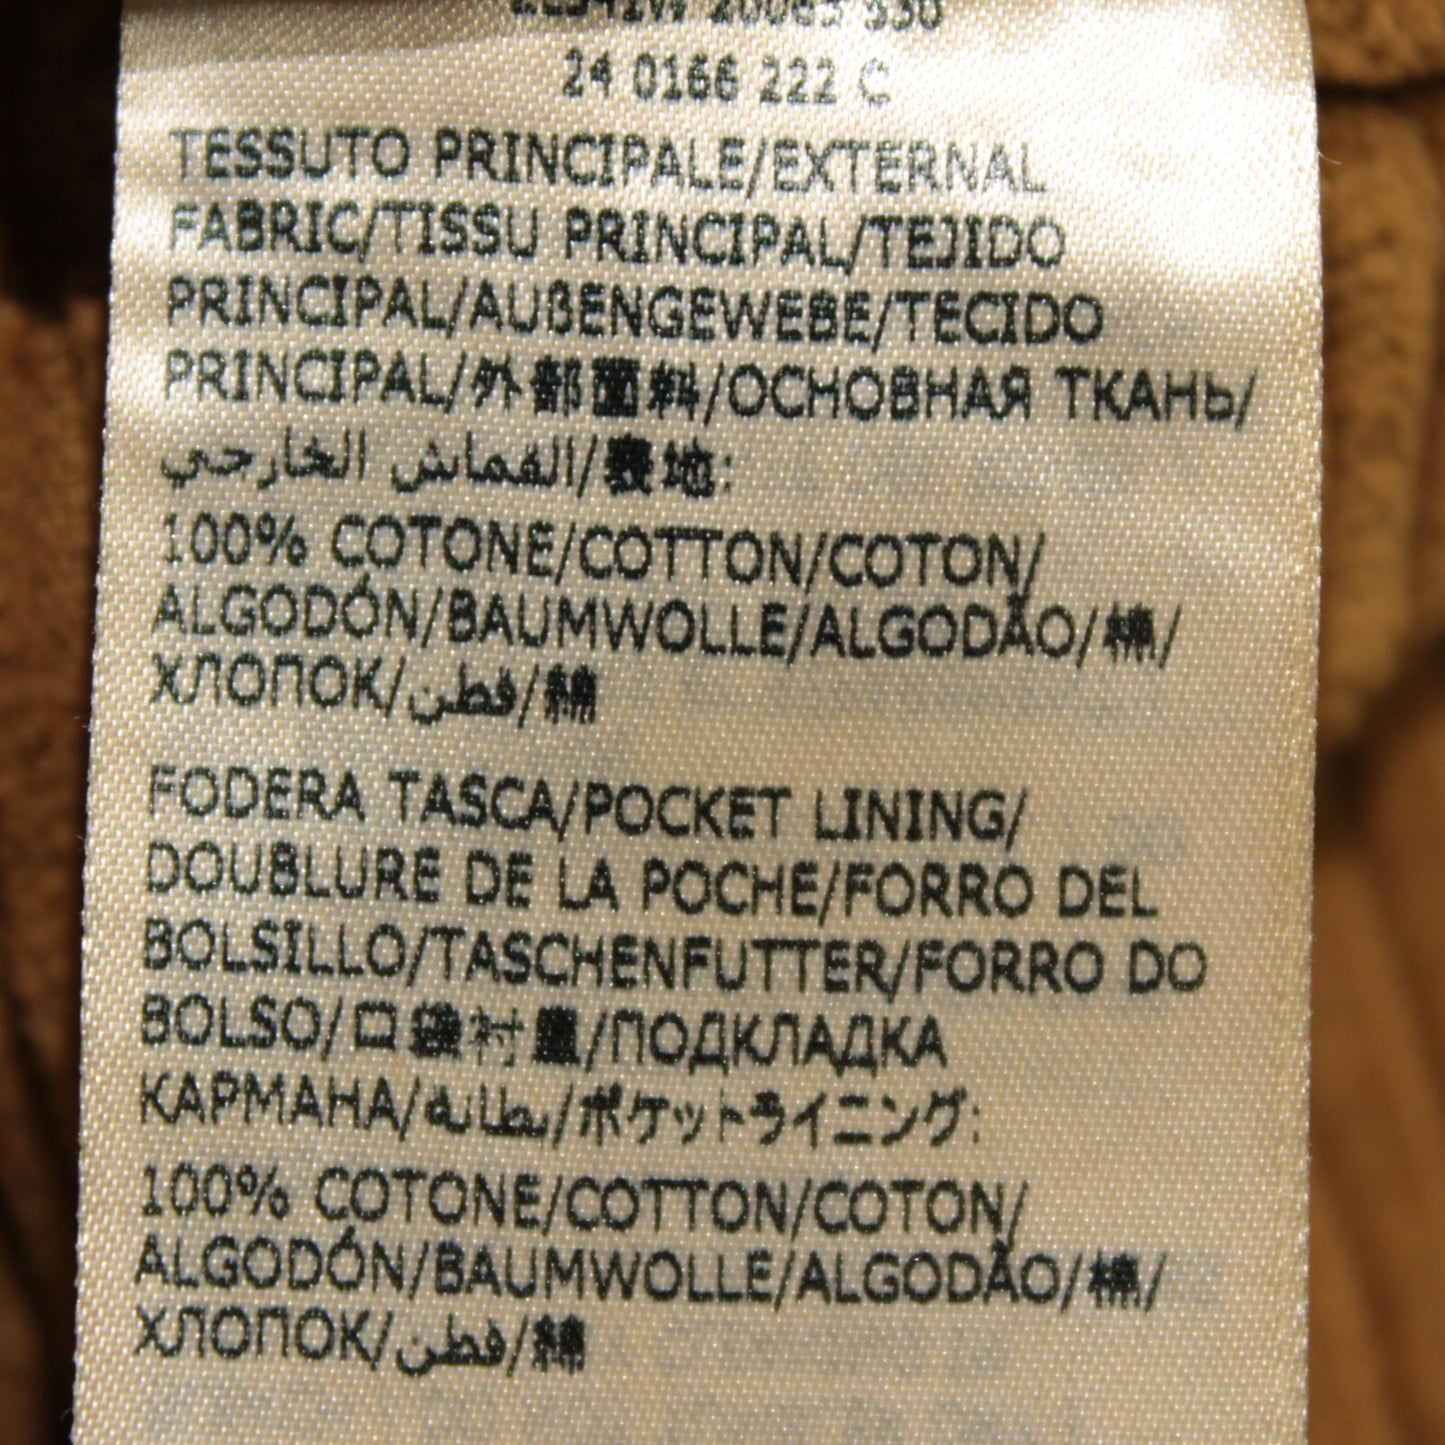 24 0166 222 C
TESSUTO PRINCIPALE/EXTERNAL
FABRIC/TISSU PRINCIPAL/TEJIDO
PRINCIPAL/AUßENGEWEBE/TECIDO
PRINCIPAL/外部面料/ОСНОВНАЯ ТКАНЬ/
القماش الخارجي/表地:
100% COTONE/COTTON/COTON/
ALGODÓN/BAUMWOLLE/ALGODÃO/棉/
ХЛОПОК/قطن/綿
FODERA TASCA/POCKET LINING/
DOUBLURE DE LA POCHE/FORRO DEL
BOLSILLO/TASCHENFUTTER/FORRO DO
BOLSO/口袋衬里/ПОДКЛАДКА
КАРМАНА/بطانة/ポケットライニング:
100% COTONE/COTTON/COTON/
ALGODÓN/BAUMWOLLE/ALGODÃO/棉/
ХЛОПОК/قطن/綿